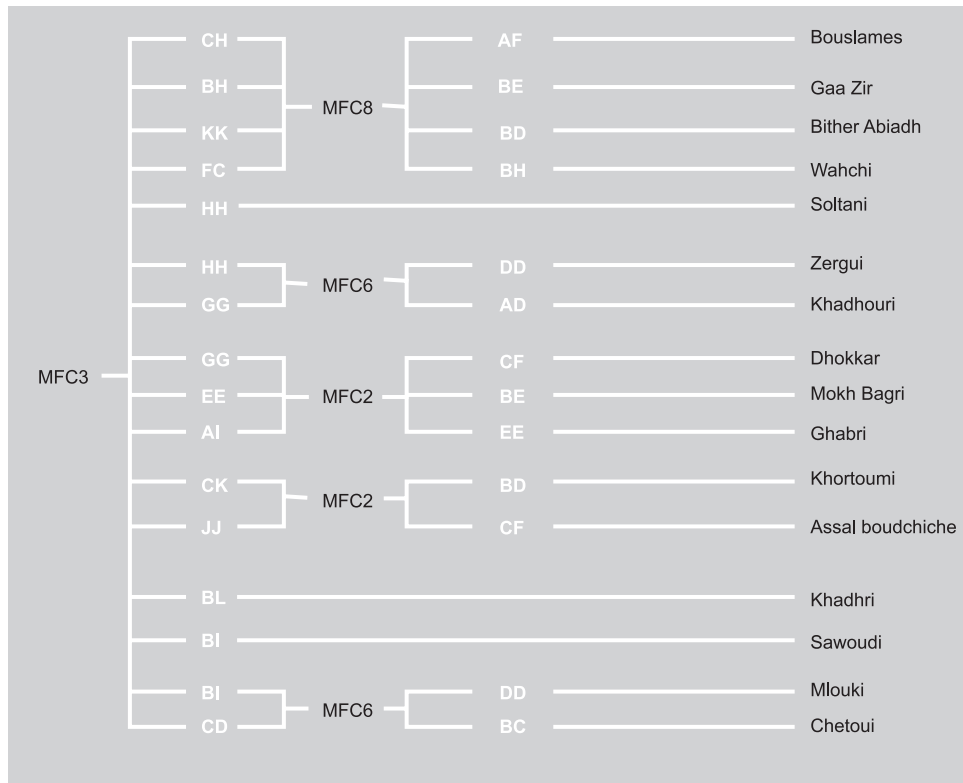 CH AF Bouslames
BH BE Gaa Zir
MFC8
KK BD Bither Abiadh
FC BH Wahchi
HH Soltani
HH DD Zergui
MFC6
GG AD Khadhouri
GG CF Dhokkar
MFC3
EE MFC2 BE Mokh Bagri
AI EE Ghabri
CK BD Khortoumi
MFC2
JJ CF Assal boudchiche
BL Khadhri
BI Sawoudi
BI DD Mlouki
MFC6
CD BC Chetoui